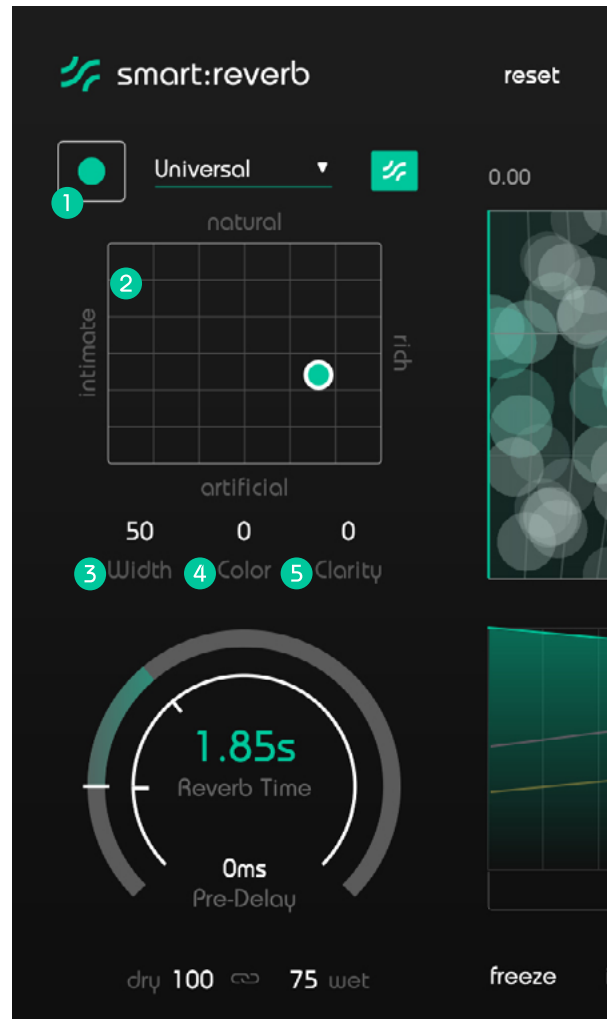 smart:reverb
reset
1
Universal
0.00
natural
2
intimate
rich
artificial
50 0 0
3 Width 4 Color 5 Clarity
1.85s
Reverb Time
0ms
Pre-Delay
dry 100 75 wet
freeze